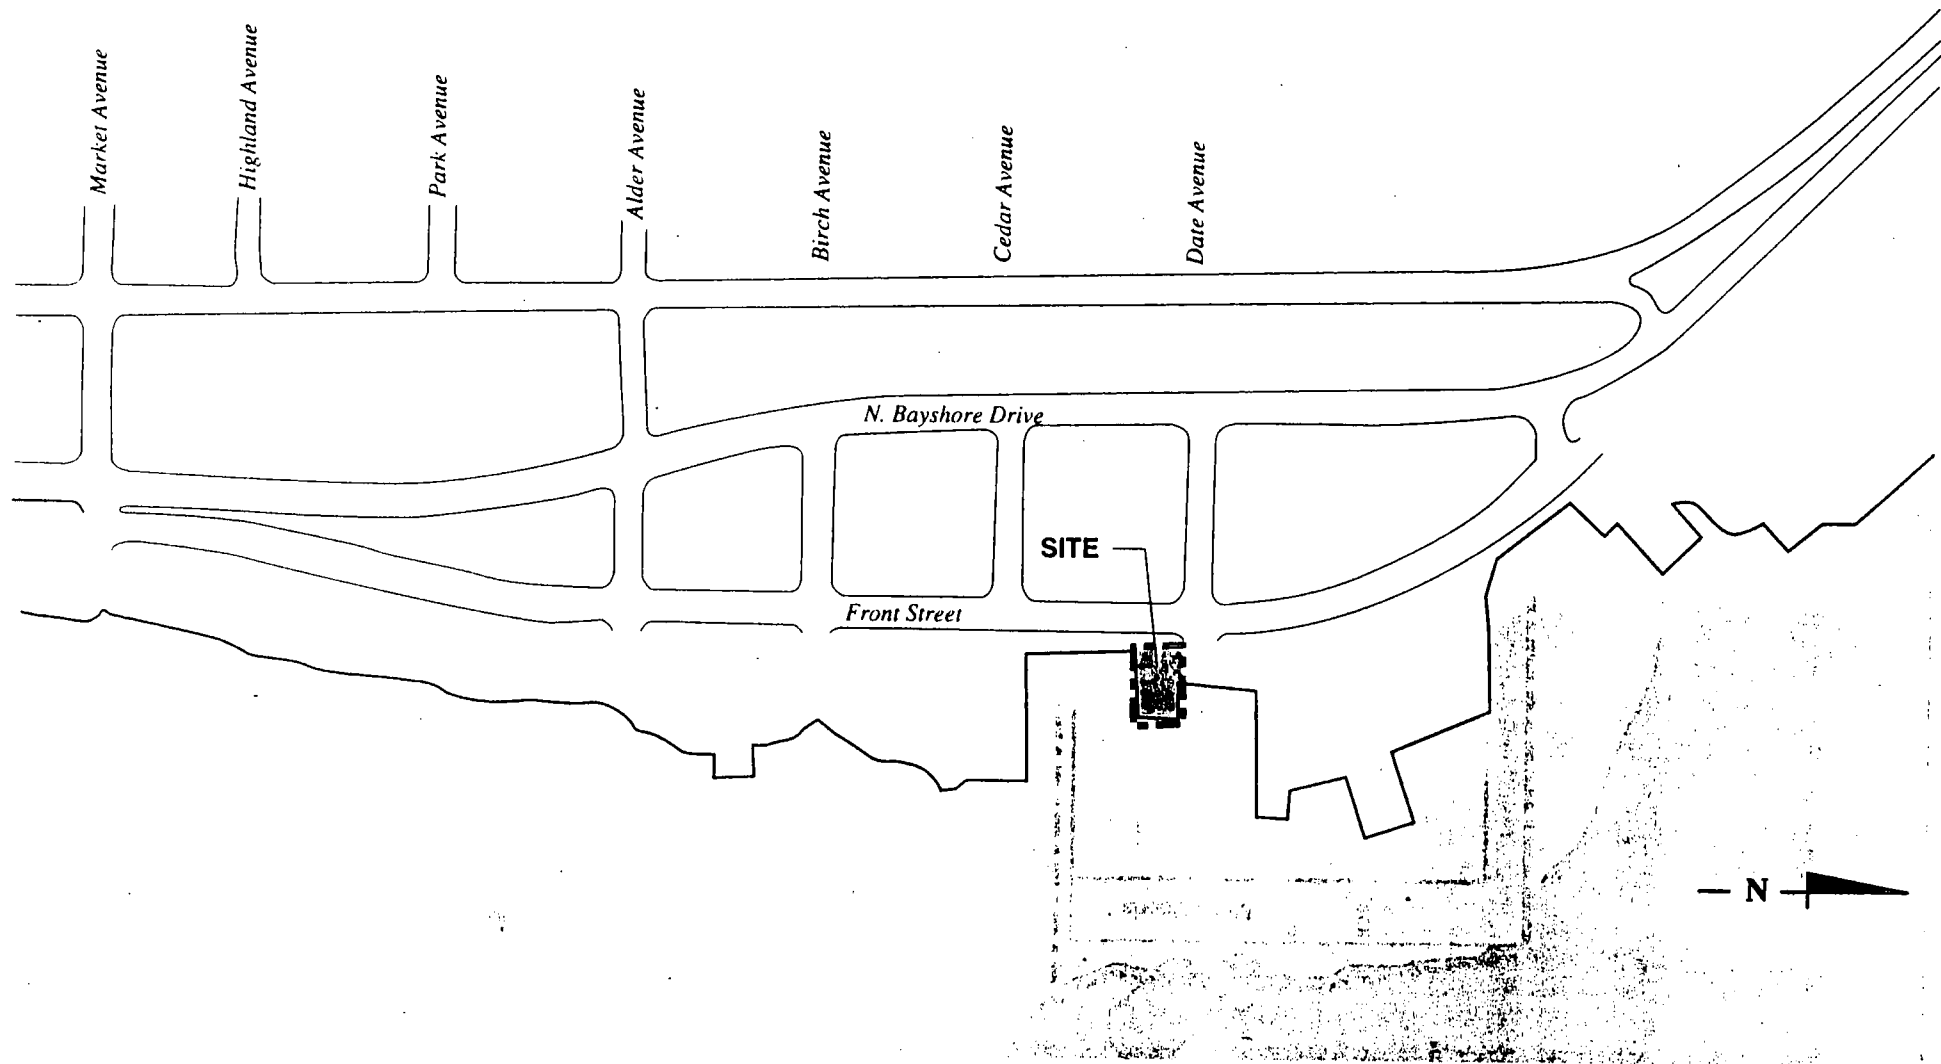 Market Avenue
Highland Avenue
Park Avenue
Alder Avenue
Birch Avenue
Cedar Avenue
Date Avenue
N. Bayshore Drive
SITE
Front Street
N